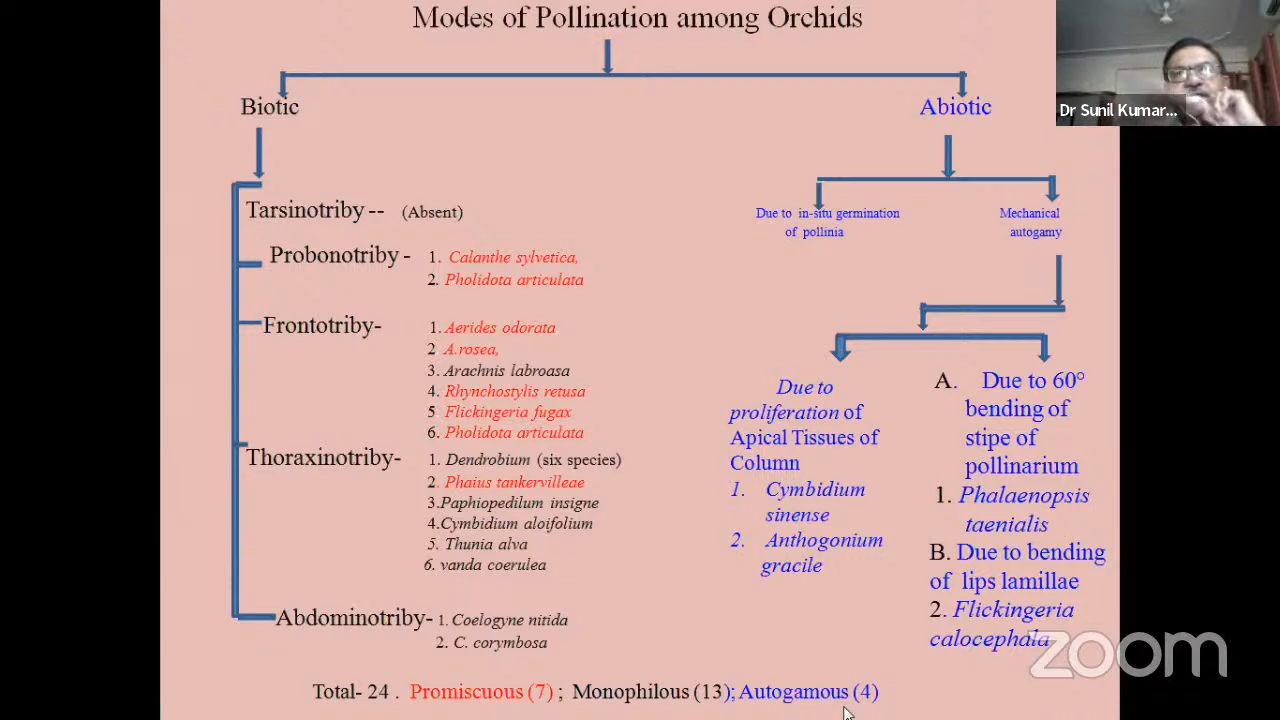 Modes of Pollination among Orchids
Dr Sunil Kumar...
Biotic
Abiotic
Tarsinotriby -- (Absent)
Probonotriby - 1. Calanthe sylvetica,
2. Pholidota articulata
Frontotriby- 1. Aerides odorata
2 A.rosea,
3. Arachnis labroasa
4. Rhynchostylis retusa
5. Flickingeria fugax
6. Pholidota articulata
Thoraxinotriby- 1. Dendrobium (six species)
2. Phaius tankervilleae
3.Paphiopedilum insigne
4.Cymbidium aloifolium
5. Thunia alva
6. vanda coerulea
Abdominotriby- 1. Coelogyne nitida
2. C. corymbosa
Due to in-situ germination
of pollinia
Mechanical
autogamy
Due to
proliferation of
Apical Tissues of
Column
1. Cymbidium
sinense
2. Anthogonium
gracile
A. Due to 60°
bending of
stipe of
pollinarium
1. Phalaenopsis
taenialis
B. Due to bending
of lips lamillae
2. Flickingeria
calocephala
zoom
Total- 24 . Promiscuous (7) ; Monophilous (13); Autogamous (4)